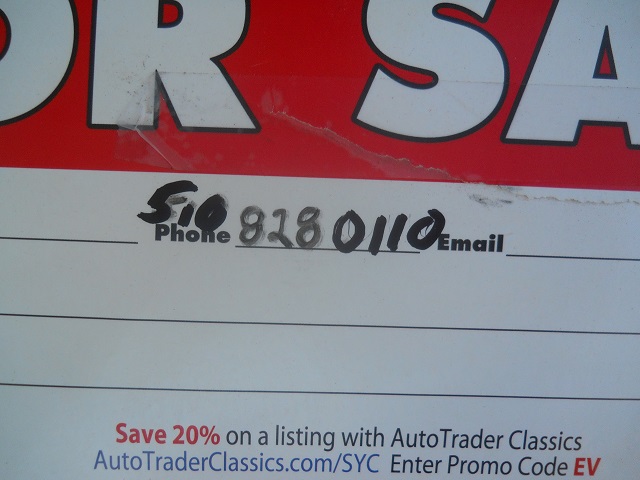 OR SA
510 828 0110
Phone Email
Save 20% on a listing with AutoTrader Classics
AutoTraderClassics.com/SYC Enter Promo Code EV